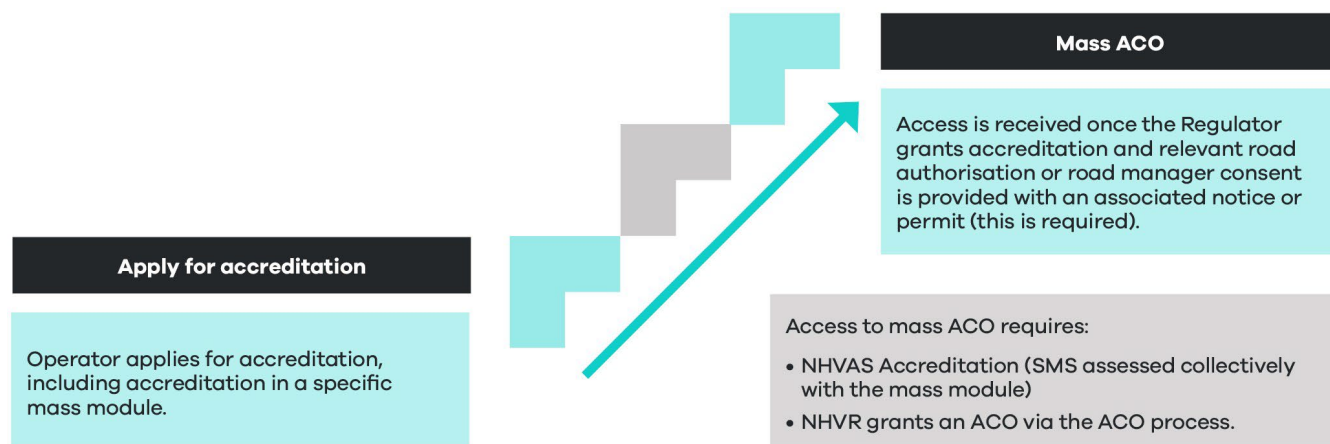 Mass ACO
Access is received once the Regulator
grants accreditation and relevant road
authorisation or road manager consent
is provided with an associated notice or
permit (this is required).
Apply for accreditation
Operator applies for accreditation,
including accreditation in a specific
mass module.
Access to mass ACO requires:
• NHVAS Accreditation (SMS assessed collectively
with the mass module)
• NHVR grants an ACO via the ACO process.